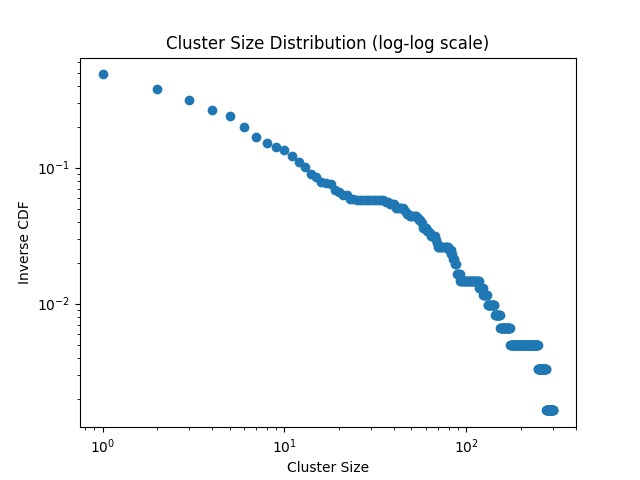 Cluster Size Distribution (log-log scale)
Inverse CDF
10⁻¹
10⁻²
10⁰
10¹
10²
Cluster Size